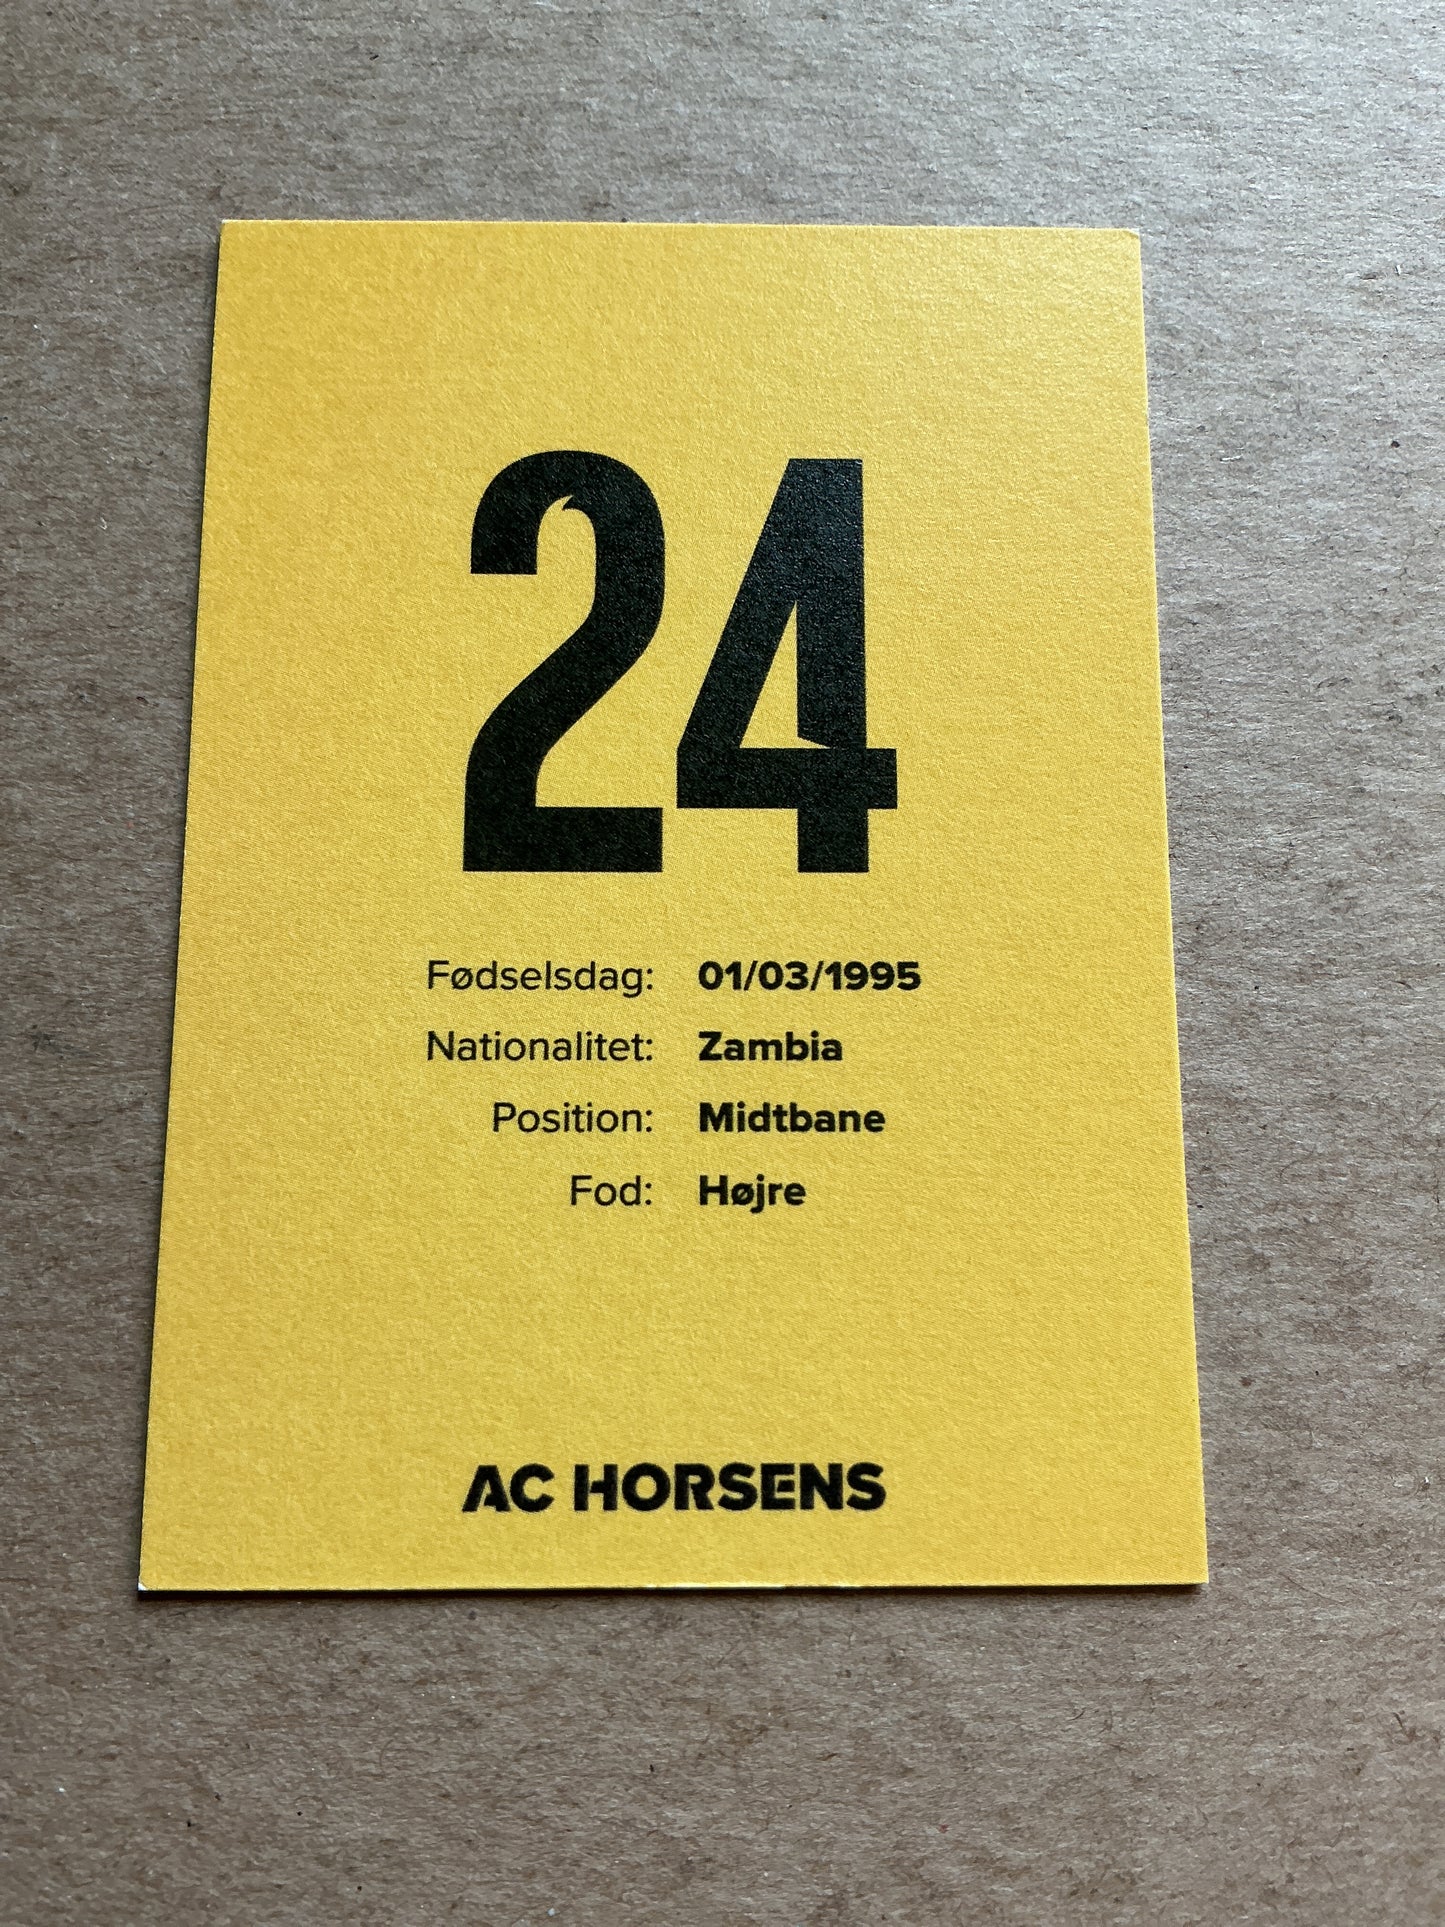 24
Fødselsdag: 01/03/1995
Nationalitet: Zambia
Position: Midtbane
Fod: Højre
AC HORSENS